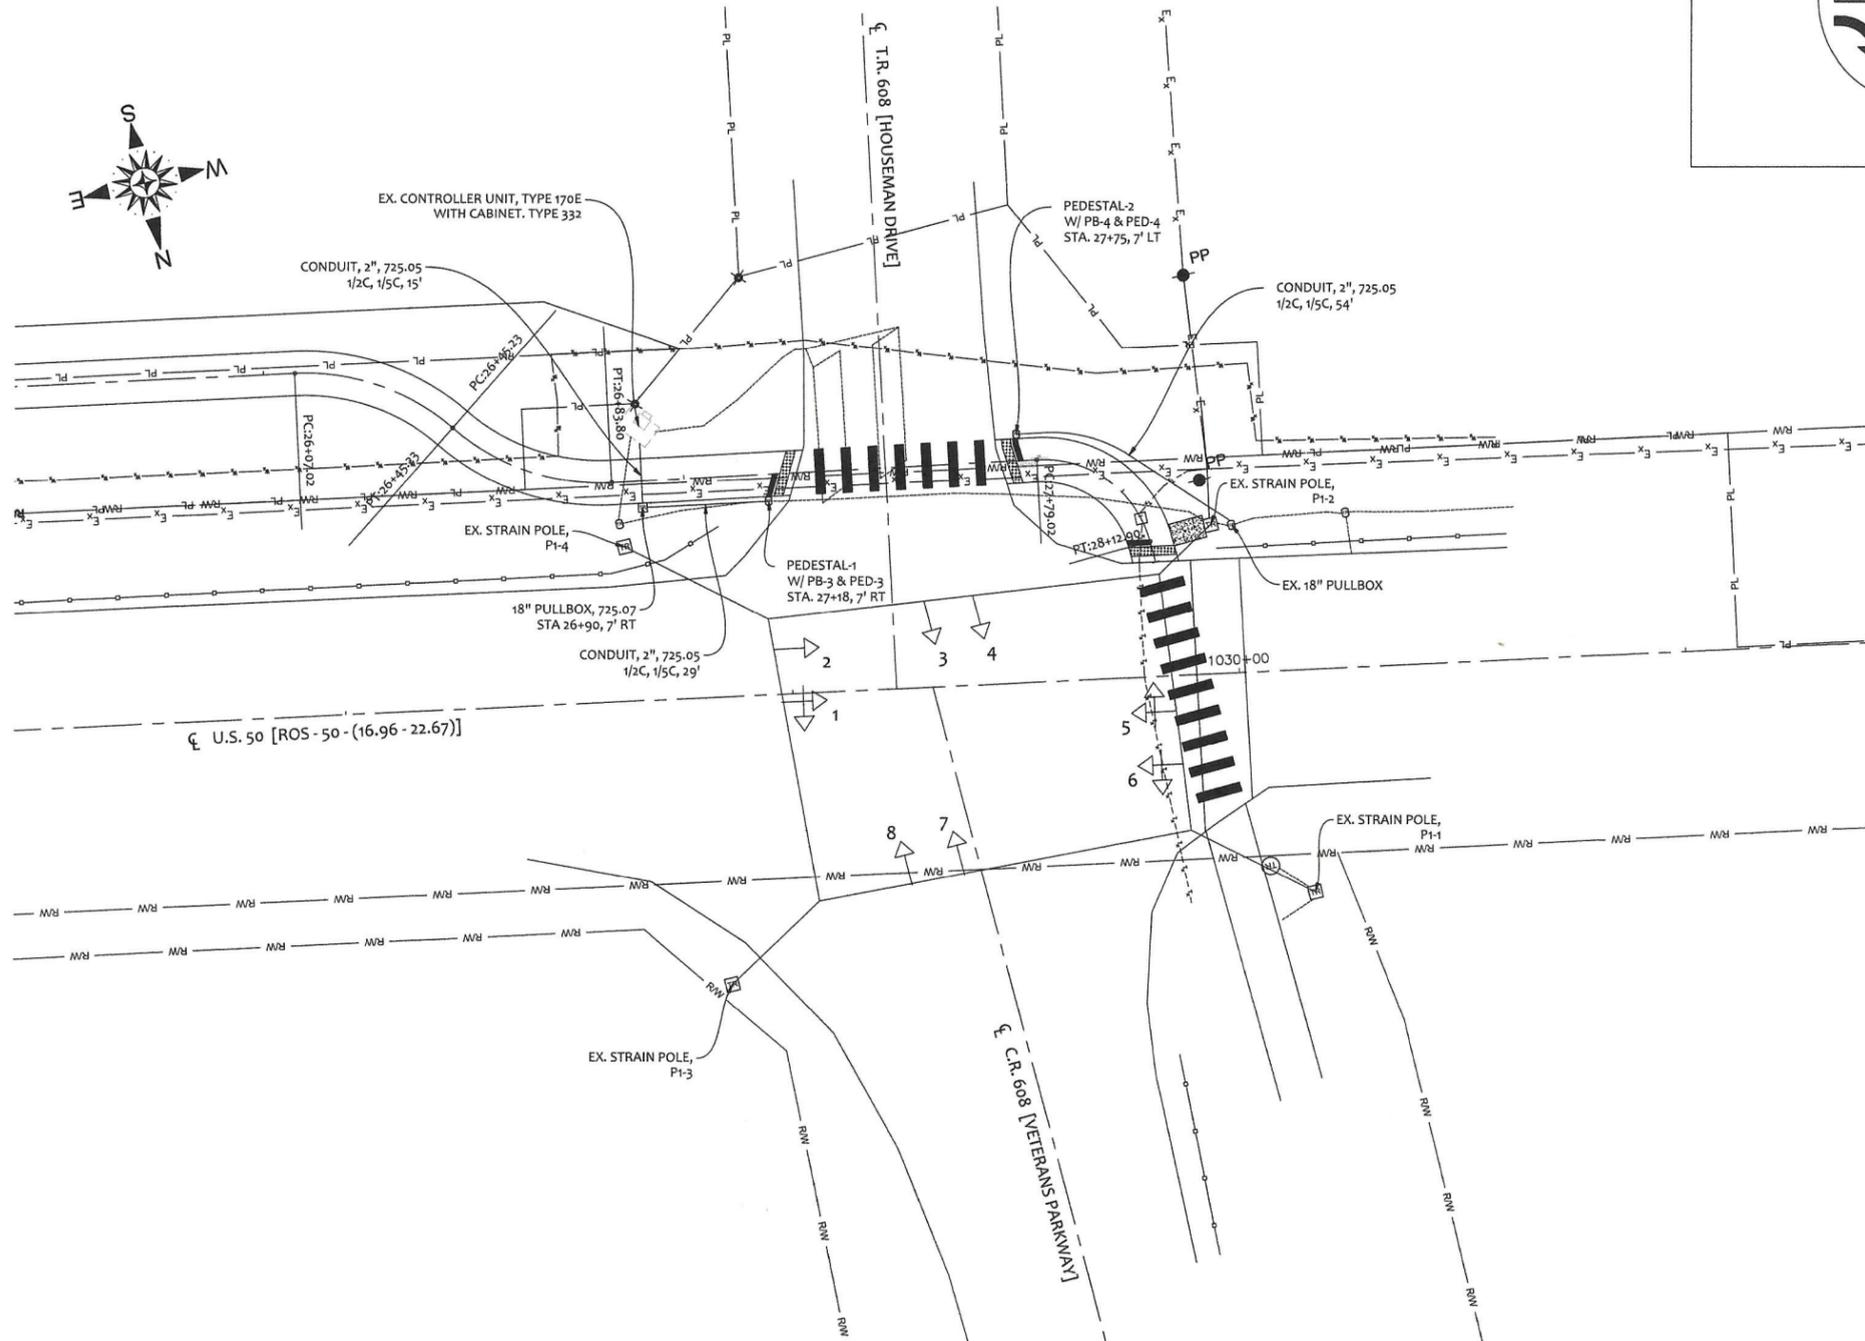 S
W
E
N
℄ T.R. 608 [HOUSEMAN DRIVE]
EX. CONTROLLER UNIT, TYPE 170E
WITH CABINET. TYPE 332
CONDUIT, 2", 725.05
1/2C, 1/5C, 15'
PEDESTAL-2
W/ PB-4 & PED-4
STA. 27+75, 7' LT
PP
CONDUIT, 2", 725.05
1/2C, 1/5C, 54'
PC:26+07.02
PC:26+45.23
PT:26+83.80
PC:27+79.02
PT:28+12.90
PP
EX. STRAIN POLE,
P1-2
EX. STRAIN POLE,
P1-4
PEDESTAL-1
W/ PB-3 & PED-3
STA. 27+18, 7' RT
18" PULLBOX, 725.07
STA 26+90, 7' RT
CONDUIT, 2", 725.05
1/2C, 1/5C, 29'
EX. 18" PULLBOX
1030+00
2
3
4
1
5
6
8
7
℄ U.S. 50 [ROS - 50 - (16.96 - 22.67)]
EX. STRAIN POLE,
P1-1
EX. STRAIN POLE,
P1-3
℄ C.R. 608 [VETERANS PARKWAY]
PL
PL
Ex
R/W
R/W
TR